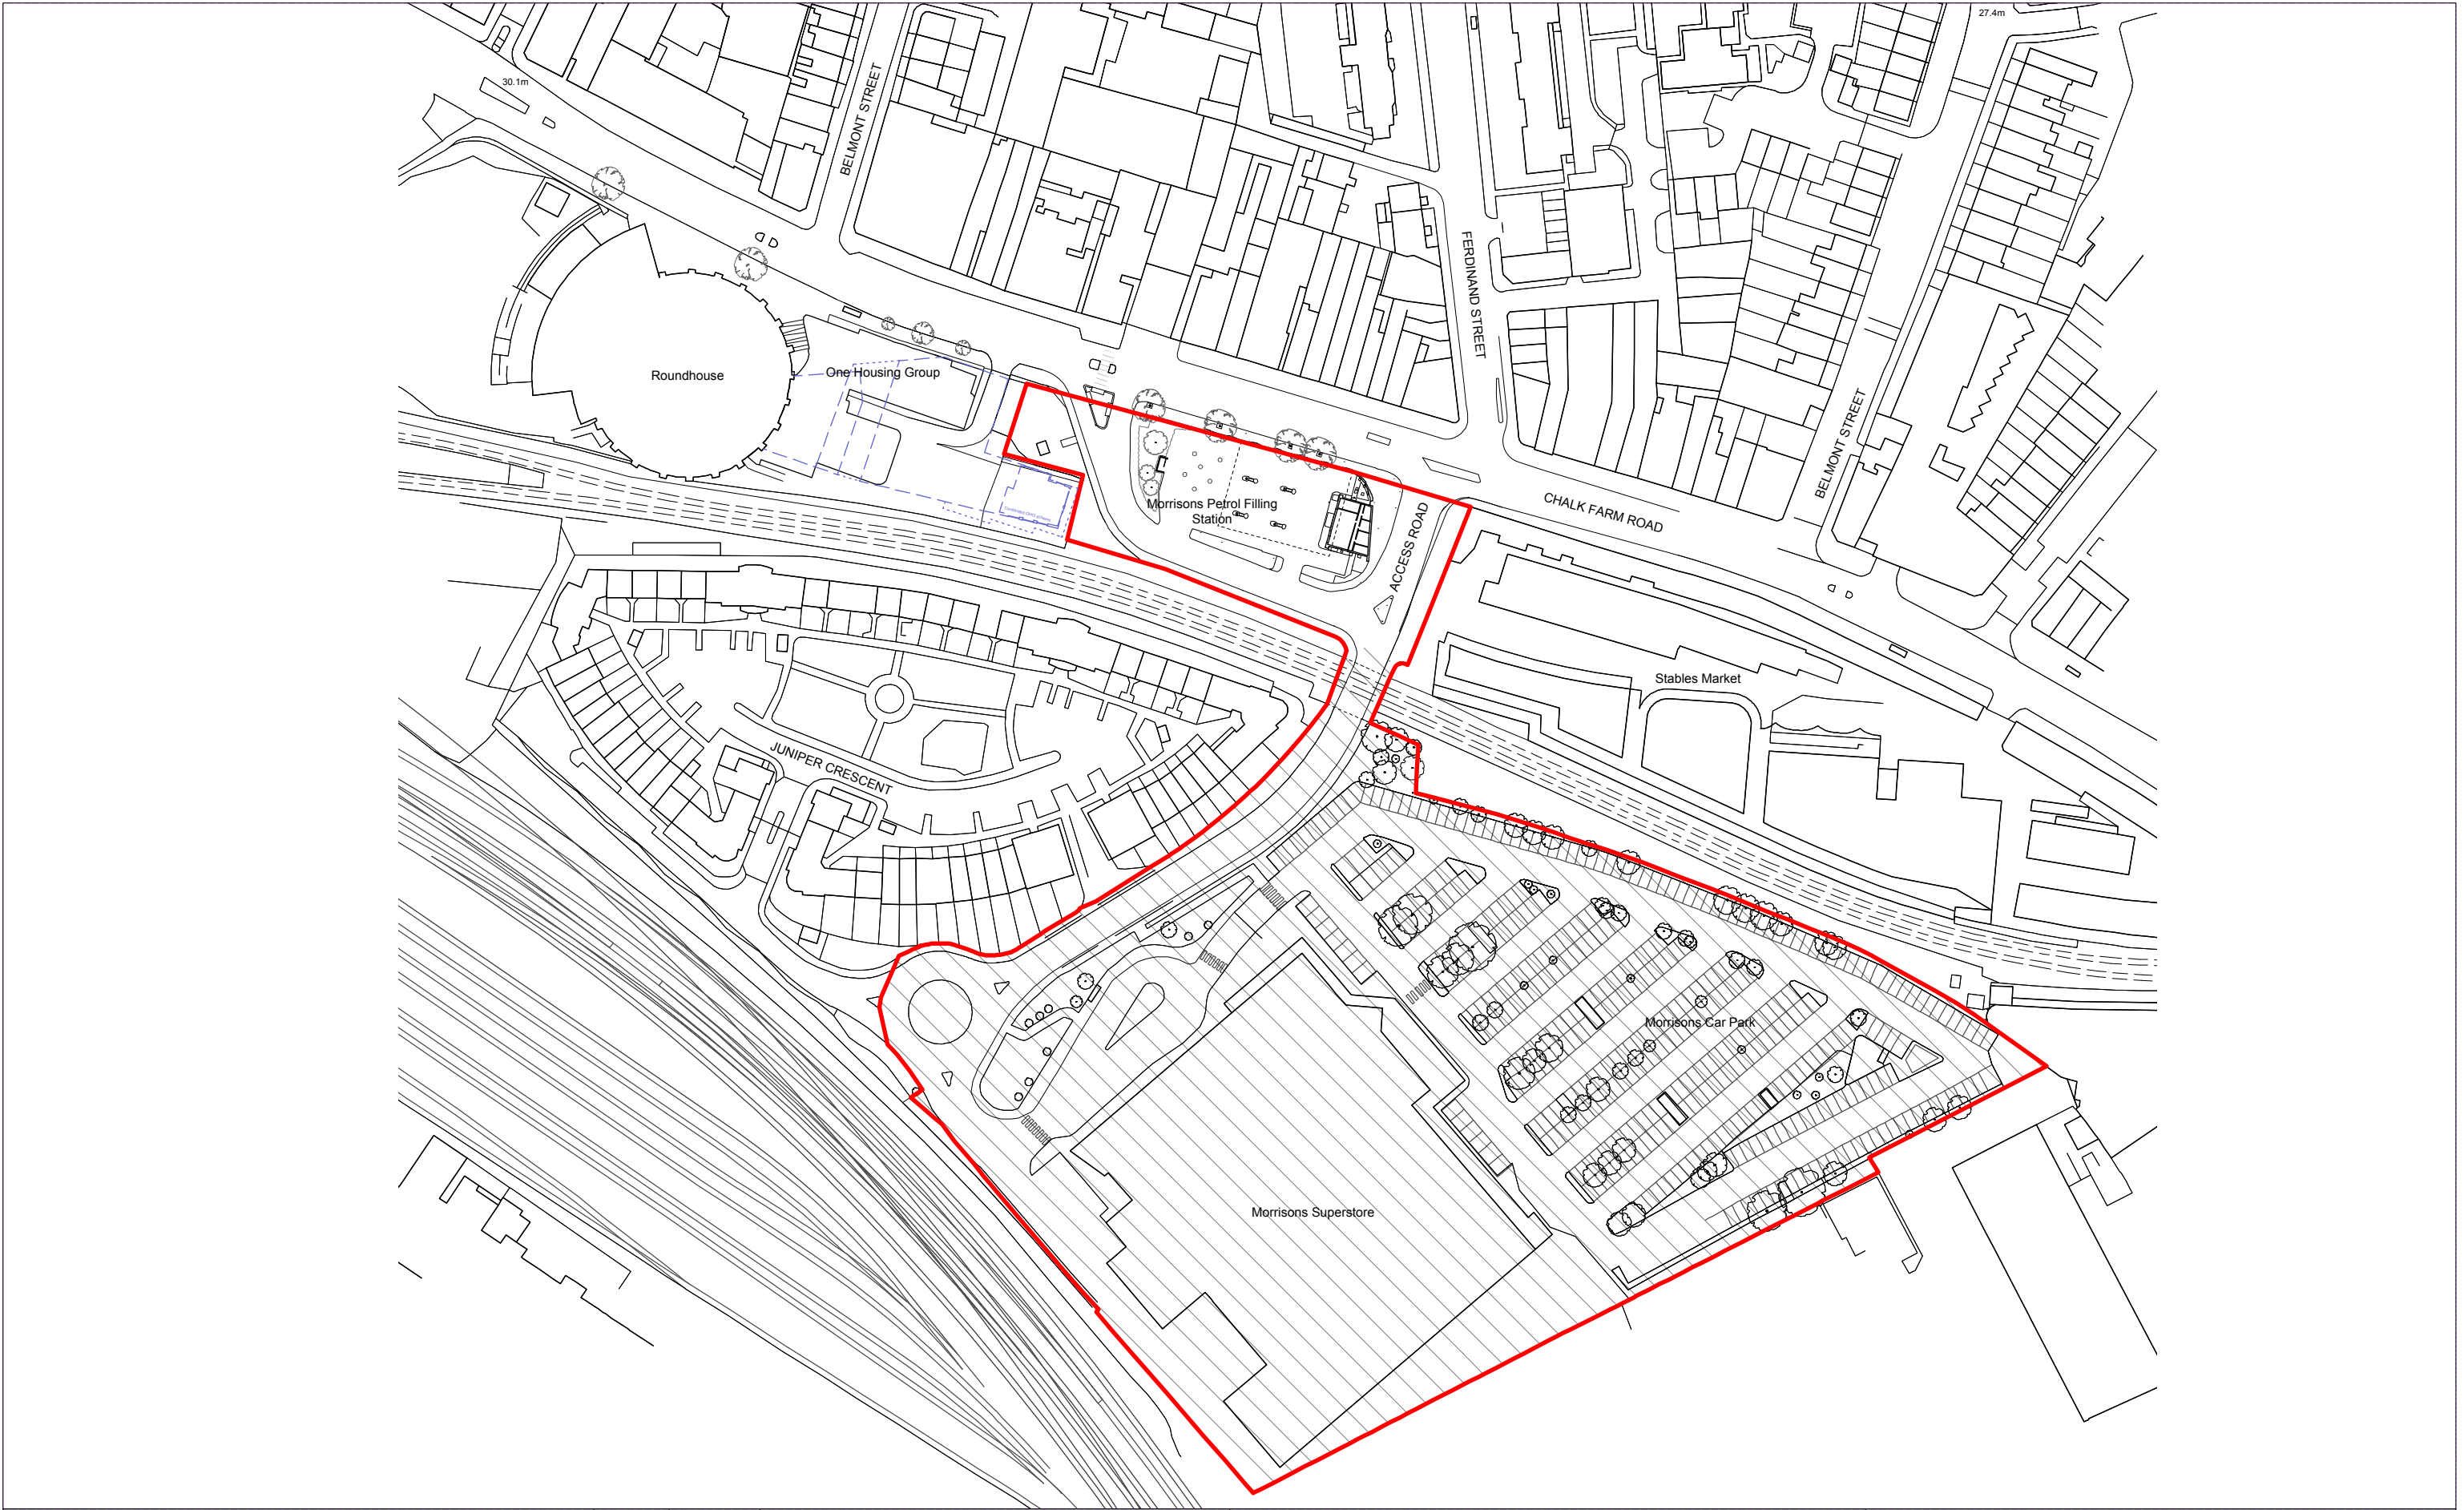 27.4m
30.1m
BELMONT STREET
FERDINAND STREET
Roundhouse
One Housing Group
BELMONT STREET
Morrisons Petrol Filling
Station
CHALK FARM ROAD
ACCESS ROAD
Stables Market
JUNIPER CRESCENT
Morrisons Car Park
Morrisons Superstore